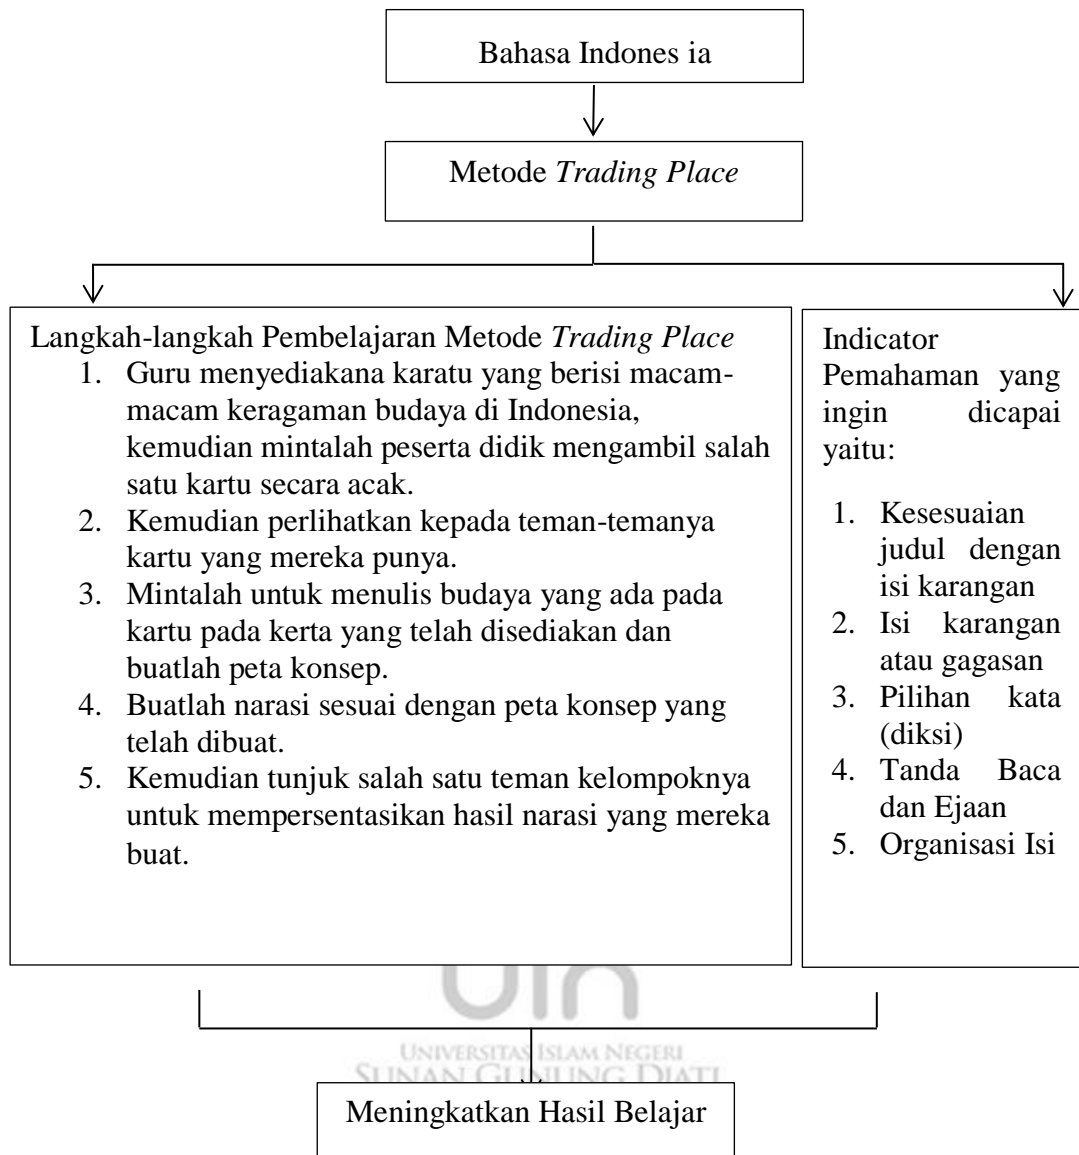 Bahasa Indones ia
Metode Trading Place
Langkah-langkah Pembelajaran Metode Trading Place
1. Guru menyediakana karatu yang berisi macam-
macam keragaman budaya di Indonesia,
kemudian mintalah peserta didik mengambil salah
satu kartu secara acak.
2. Kemudian perlihatkan kepada teman-temanya
kartu yang mereka punya.
3. Mintalah untuk menulis budaya yang ada pada
kartu pada kerta yang telah disediakan dan
buatlah peta konsep.
4. Buatlah narasi sesuai dengan peta konsep yang
telah dibuat.
5. Kemudian tunjuk salah satu teman kelompoknya
untuk mempersentasikan hasil narasi yang mereka
buat.
Indicator
Pemahaman yang
ingin dicapai
yaitu:
1. Kesesuaian
judul dengan
isi karangan
2. Isi karangan
atau gagasan
3. Pilihan kata
(diksi)
4. Tanda Baca
dan Ejaan
5. Organisasi Isi
uin
UNIVERSITAS ISLAM NEGERI
SUNAN GUNUNG DJATI
Meningkatkan Hasil Belajar